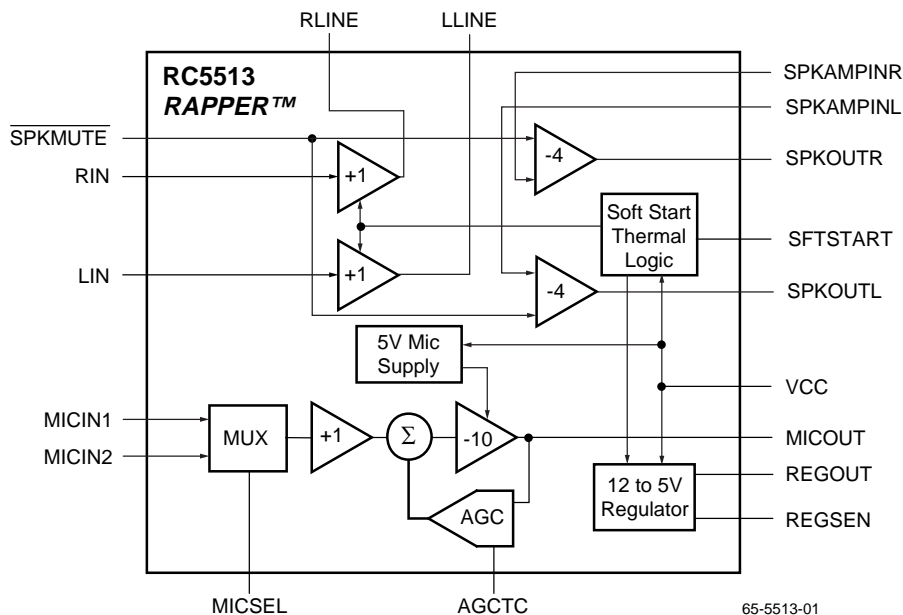 RLINE
LLINE
RC5513
RAPPER™
SPKAMPINR
SPKAMPINL
SPKMUTE
-4
SPKOUTR
RIN
+1
Soft Start
Thermal
Logic
SFTSTART
LIN
+1
-4
SPKOUTL
5V Mic
Supply
VCC
MICIN1
MUX
+1
Σ
-10
MICOUT
MICIN2
REGOUT
12 to 5V
Regulator
AGC
REGSEN
MICSEL
AGCTC
65-5513-01